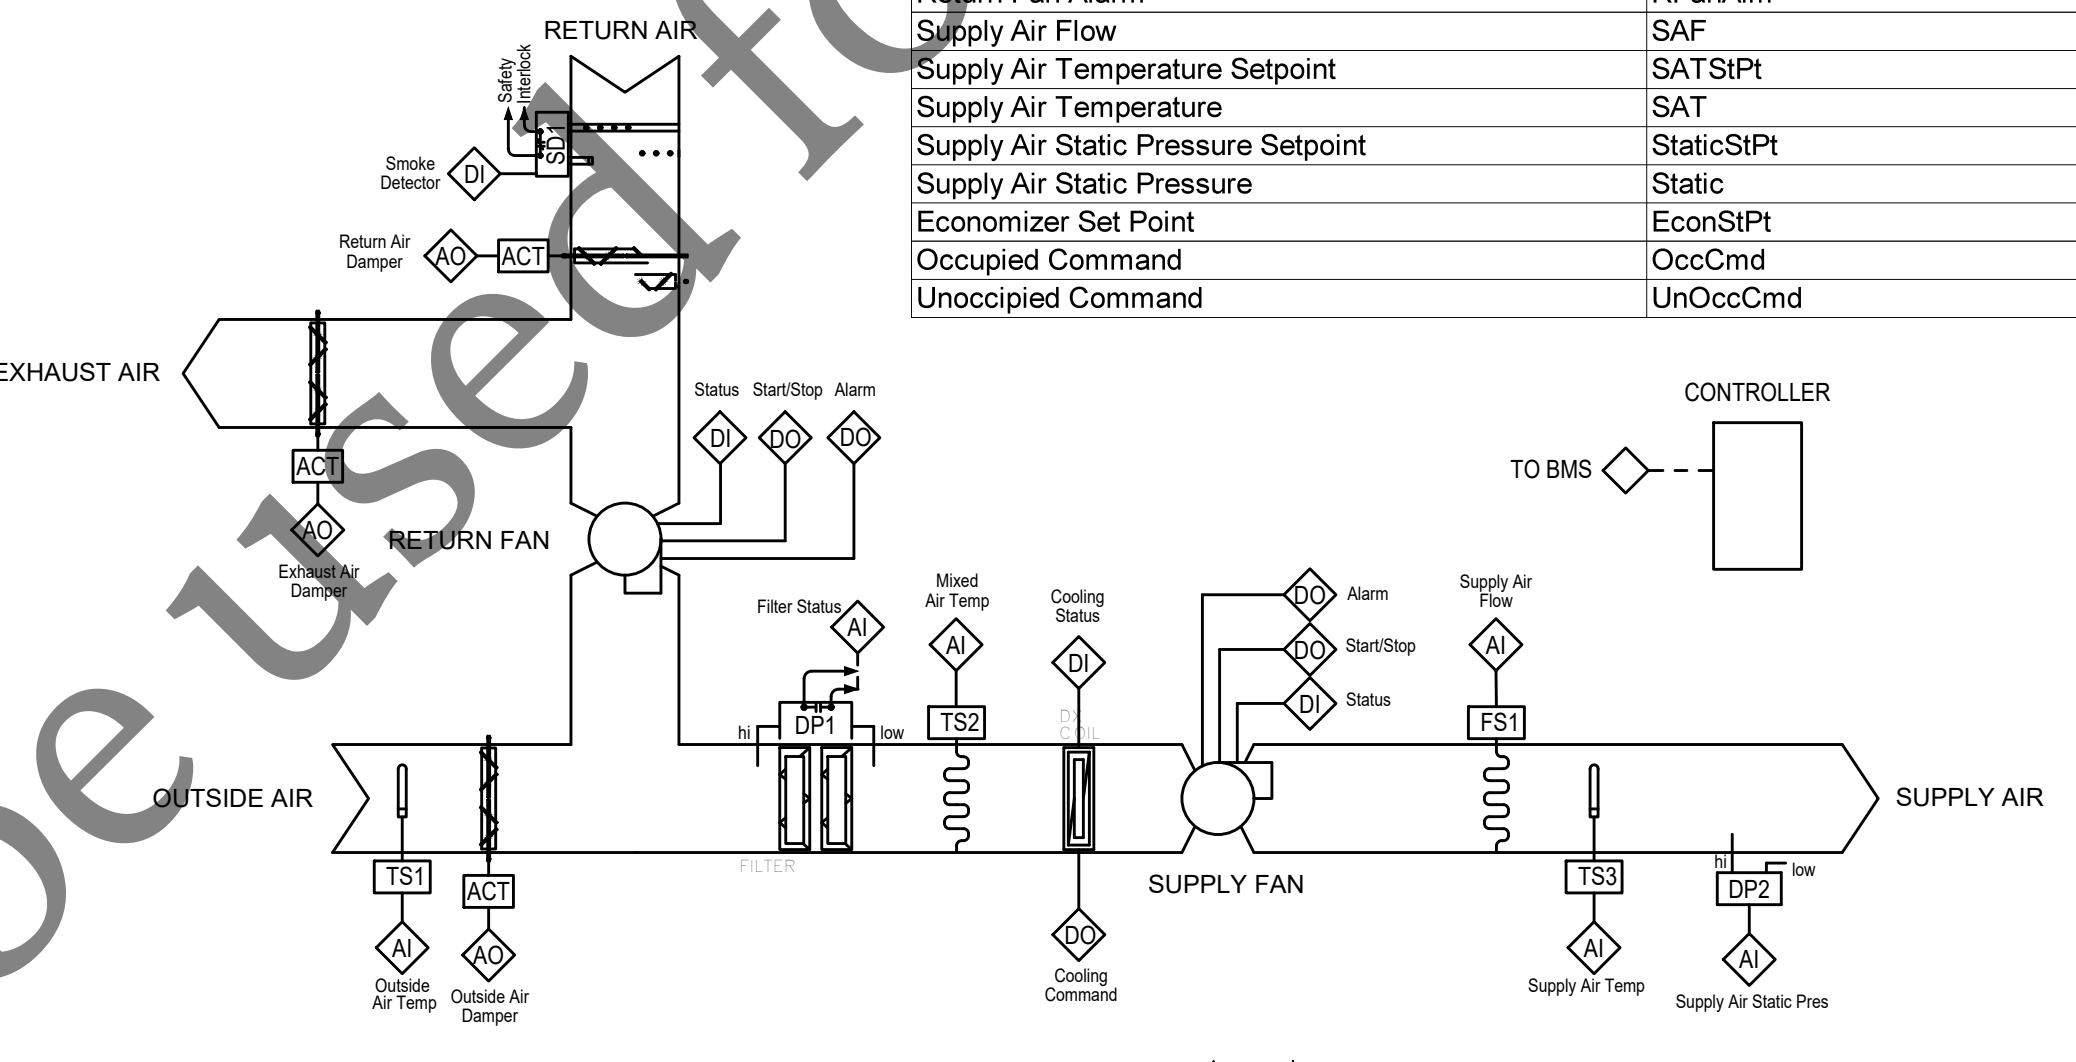 RETURN AIR
Safety
Interlock
SD1
Smoke
Detector
DI
Return Air
Damper
AO
ACT
EXHAUST AIR
ACT
AO
Exhaust Air
Damper
RETURN FAN
Status Start/Stop Alarm
DI DO DO
Return Fan Alarm RFanAlm
Supply Air Flow SAF
Supply Air Temperature Setpoint SATStPt
Supply Air Temperature SAT
Supply Air Static Pressure Setpoint StaticStPt
Supply Air Static Pressure Static
Economizer Set Point EconStPt
Occupied Command OccCmd
Unoccipied Command UnOccCmd
CONTROLLER
TO BMS
Filter Status
AI
hi
DP1
low
FILTER
Mixed
Air Temp
AI
TS2
Cooling
Status
DI
DX
COIL
DO
Cooling
Command
DO Alarm
DO Start/Stop
DI Status
SUPPLY FAN
Supply Air
Flow
AI
FS1
OUTSIDE AIR
TS1
AI
Outside
Air Temp
ACT
AO
Outside Air
Damper
SUPPLY AIR
TS3
AI
Supply Air Temp
hi
low
DP2
AI
Supply Air Static Pres
be used fo